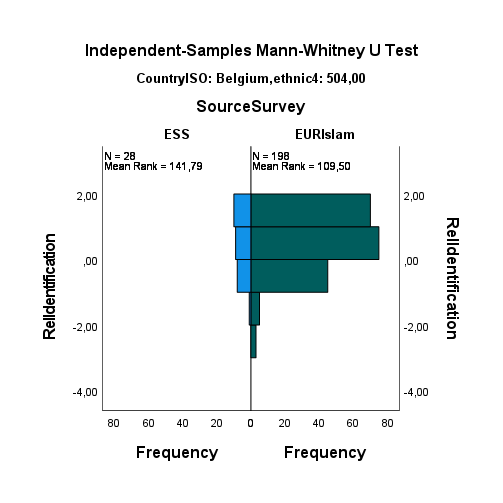 Independent-Samples Mann-Whitney U Test
CountryISO: Belgium,ethnic4: 504,00
SourceSurvey
ESS
EURIslam
N = 28
Mean Rank = 141,79
N = 198
Mean Rank = 109,50
RelIdentification
2,00
,00
-2,00
-4,00
2,00
,00
-2,00
-4,00
RelIdentification
80 60 40 20 0
0 20 40 60 80
Frequency
Frequency